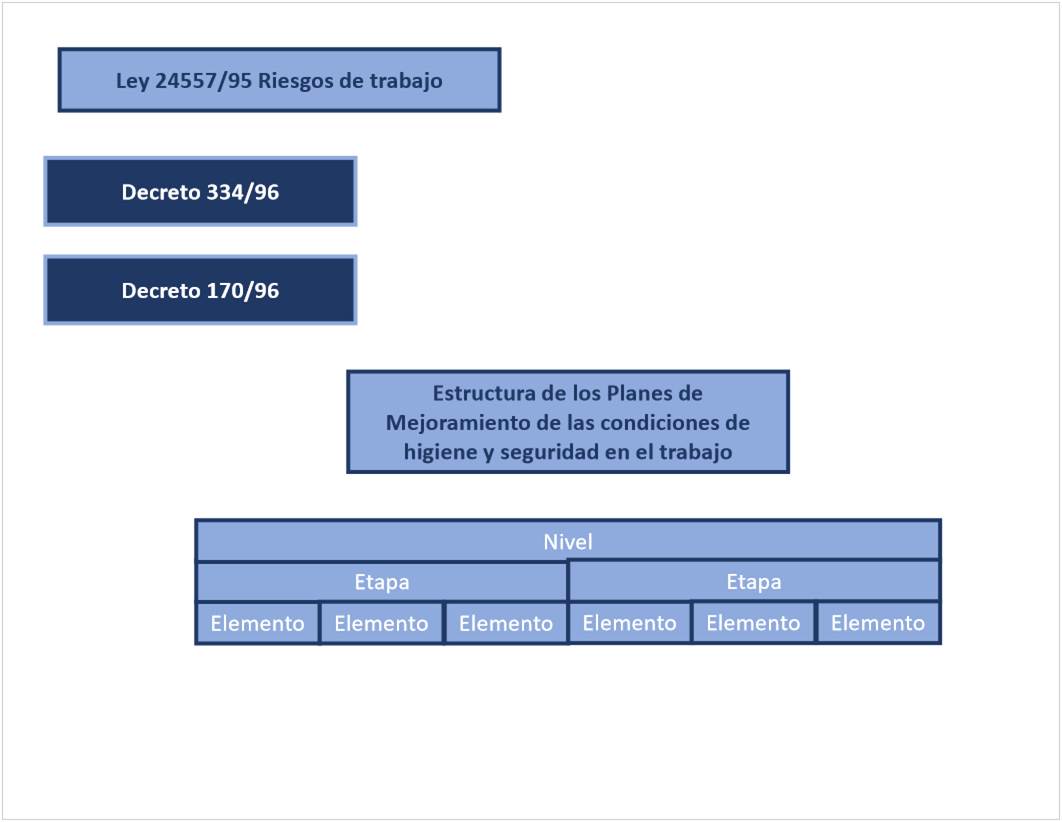 Ley 24557/95 Riesgos de trabajo
Decreto 334/96
Decreto 170/96
Estructura de los Planes de
Mejoramiento de las condiciones de
higiene y seguridad en el trabajo
Nivel
Etapa Etapa
Elemento Elemento Elemento Elemento Elemento Elemento